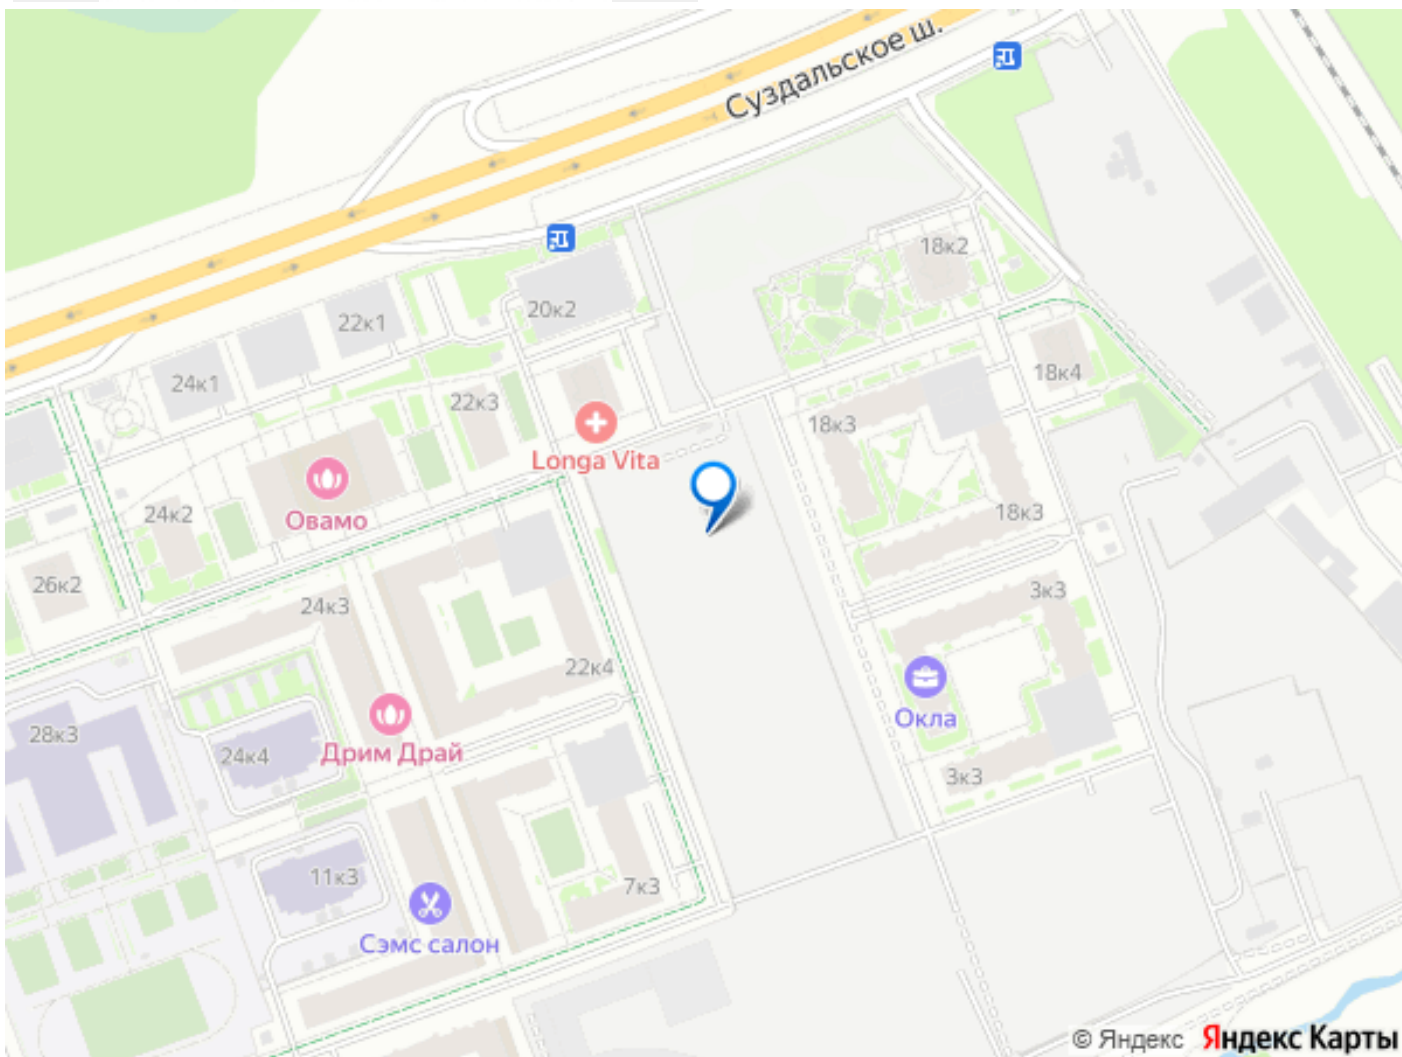 Суздальское ш.
18к2
20к2
22к1
18к4
24к1
22к3
18к3
Longa Vita
Овамо
24к2
18к3
26к2
24к3
3к3
22к4
Окла
28к3
24к4
Дрим Драй
3к3
11к3
7к3
Сэмс салон
© Яндекс Яндекс Карты